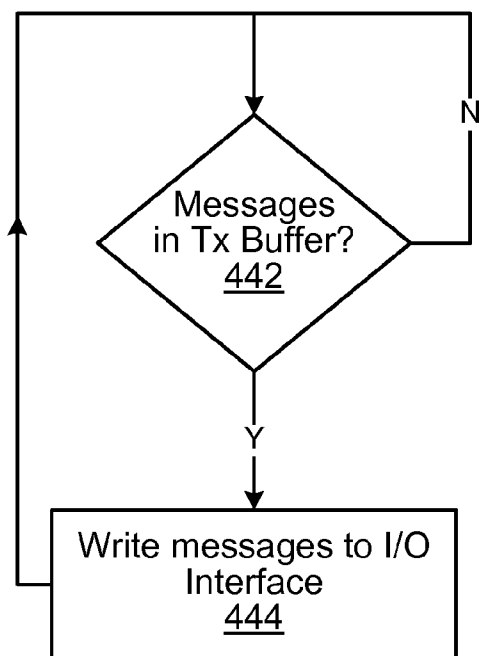 N
Messages
in Tx Buffer?
442
Y
Write messages to I/O
Interface
444